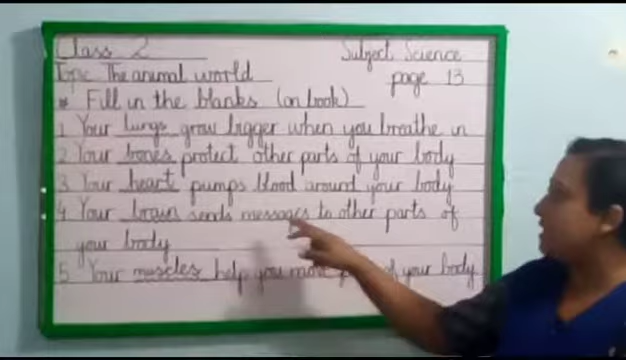 Class 2 Subject Science
Topic The animal world page 13
* Fill in the blanks (on book)
1 Your lungs grow bigger when you breathe in
2 Your bones protect other parts of your body
3 Your heart pumps blood around your body
4 Your brain sends messages to other parts of
your body
5 Your muscles help you move of your body